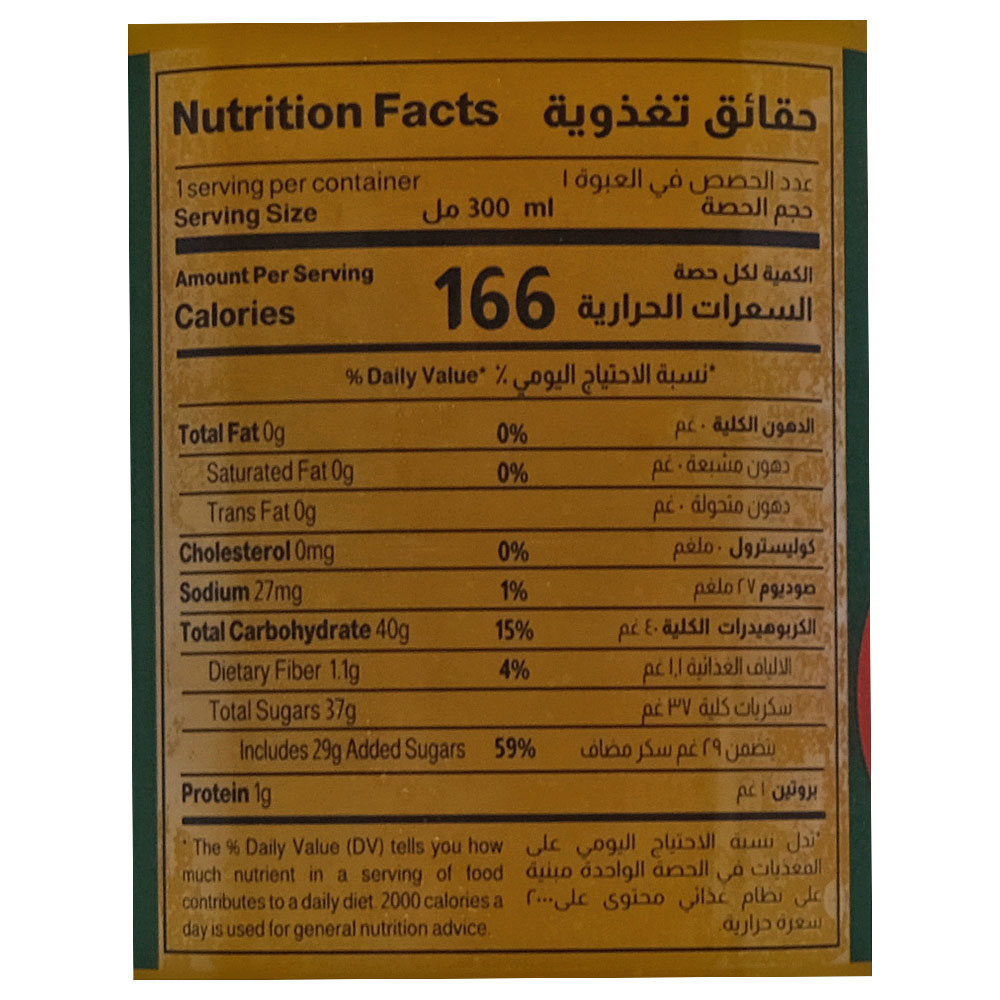 Nutrition Facts حقائق تغذوية
1 serving per container عدد الحصص في العبوة ١
Serving Size 300 ml مل حجم الحصة
Amount Per Serving الكمية لكل حصة
Calories 166 السعرات الحرارية
% Daily Value* نسبة الاحتياج اليومي ٪*
Total Fat 0g 0% الدهون الكلية ٠ غم
Saturated Fat 0g 0% دهون مشبعة ٠ غم
Trans Fat 0g دهون متحولة ٠ غم
Cholesterol 0mg 0% كوليسترول ٠ ملغم
Sodium 27mg 1% صوديوم ٢٧ ملغم
Total Carbohydrate 40g 15% الكربوهيدرات الكلية ٤٠ غم
Dietary Fiber 1.1g 4% الالياف الغذائية ١,١ غم
Total Sugars 37g سكريات كلية ٣٧ غم
Includes 29g Added Sugars 59% يتضمن ٢٩ غم سكر مضاف
Protein 1g بروتين ١ غم
* The % Daily Value (DV) tells you how *تدل نسبة الاحتياج اليومي على
much nutrient in a serving of food المغذيات في الحصة الواحدة مبنية
contributes to a daily diet. 2000 calories a على نظام غذائي محتوى على ٢٠٠٠
day is used for general nutrition advice. سعرة حرارية.